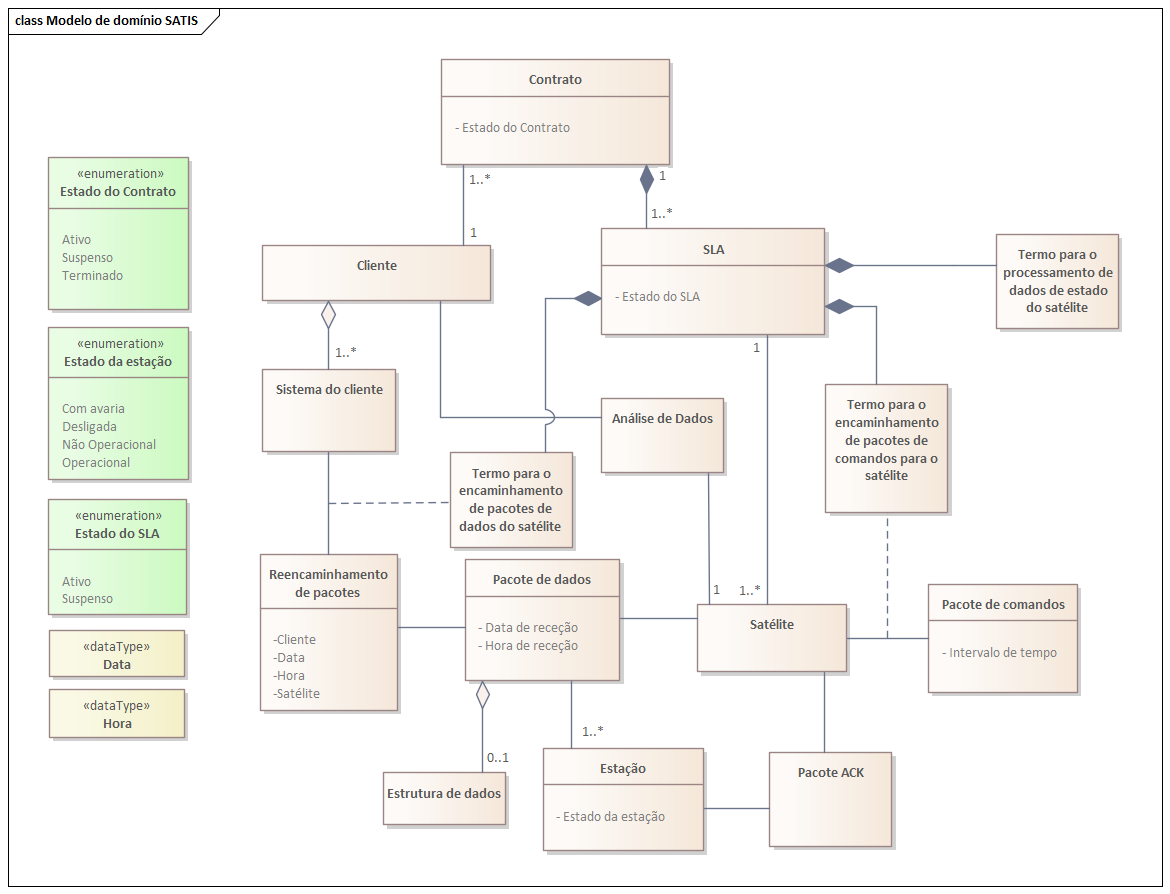 class Modelo de domínio SATIS
Contrato
- Estado do Contrato
1..*
1
1
1..*
«enumeration»
Estado do Contrato
Ativo
Suspenso
Terminado
Cliente
SLA
- Estado do SLA
Termo para o
processamento de
dados de estado
do satélite
«enumeration»
Estado da estação
Com avaria
Desligada
Não Operacional
Operacional
1..*
1
Sistema do cliente
Análise de Dados
Termo para o
encaminhamento
de pacotes de
comandos para o
satélite
Termo para o
encaminhamento
de pacotes de
dados do satélite
«enumeration»
Estado do SLA
Ativo
Suspenso
Reencaminhamento
de pacotes
-Cliente
-Data
-Hora
-Satélite
Pacote de dados
- Data de receção
- Hora de receção
1
1..*
Satélite
Pacote de comandos
- Intervalo de tempo
«dataType»
Data
«dataType»
Hora
1..*
0..1
Estrutura de dados
Estação
- Estado da estação
Pacote ACK